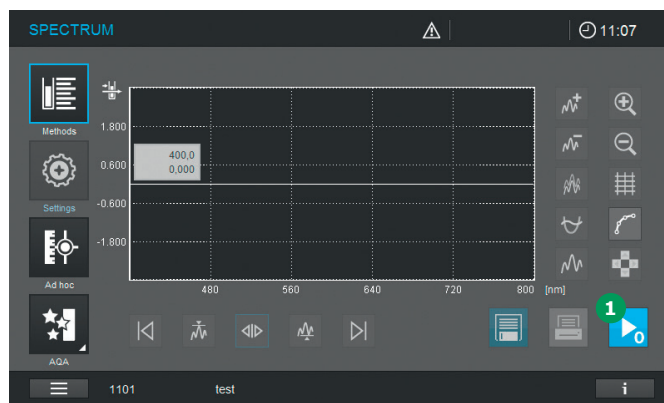 SPECTRUM
11:07
Methods
1.800
400,0
0.600
0,000
Settings
-0.600
-1.800
Ad hoc
480 560 640 720 800 [nm]
1
0
AQA
1101 test
i